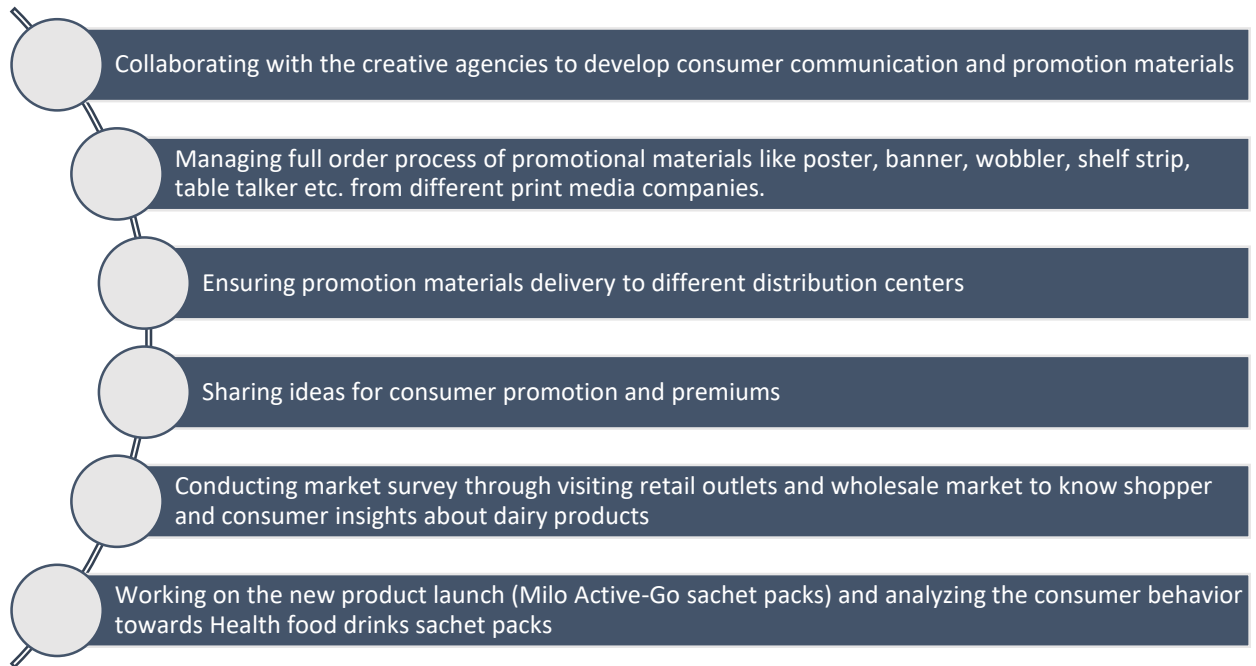 Collaborating with the creative agencies to develop consumer communication and promotion materials
Managing full order process of promotional materials like poster, banner, wobbler, shelf strip,
table talker etc. from different print media companies.
Ensuring promotion materials delivery to different distribution centers
Sharing ideas for consumer promotion and premiums
Conducting market survey through visiting retail outlets and wholesale market to know shopper
and consumer insights about dairy products
Working on the new product launch (Milo Active-Go sachet packs) and analyzing the consumer behavior
towards Health food drinks sachet packs